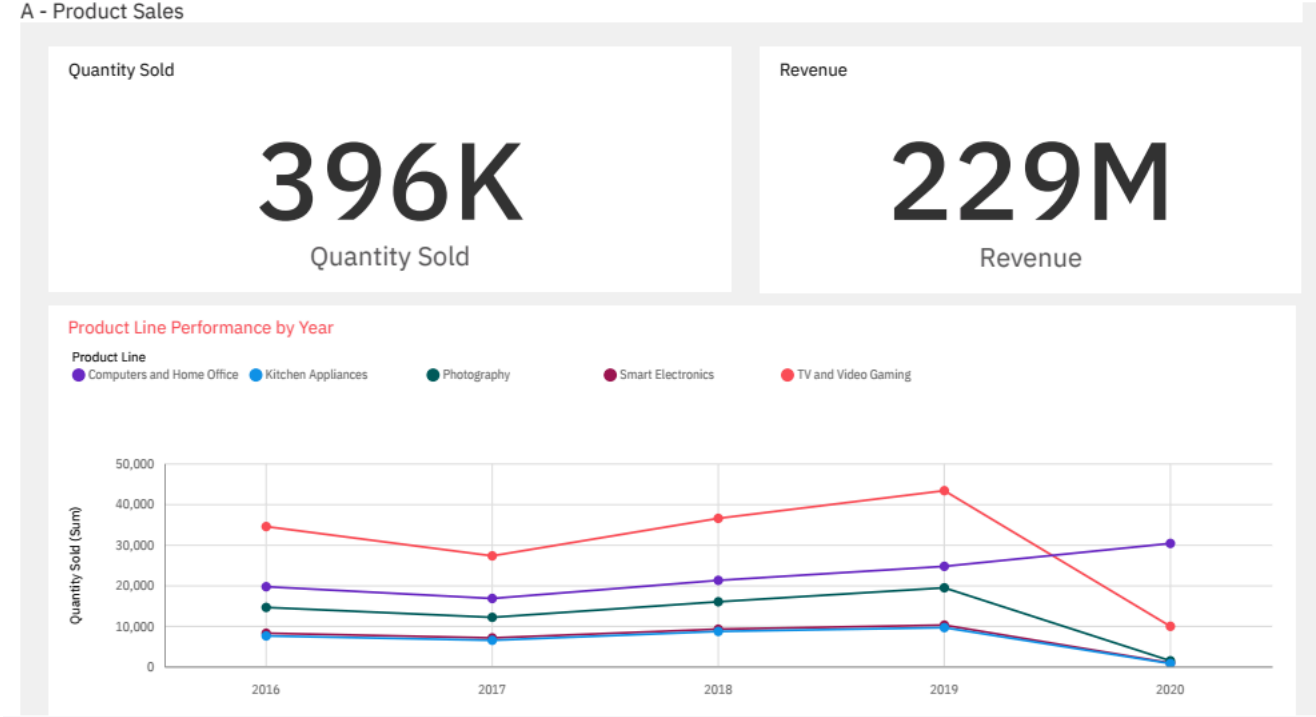 A - Product Sales
Quantity Sold
396K
Quantity Sold
Revenue
229M
Revenue
Product Line Performance by Year
Product Line
Computers and Home Office Kitchen Appliances Photography Smart Electronics TV and Video Gaming
Quantity Sold (Sum)
50,000
40,000
30,000
20,000
10,000
0
2016 2017 2018 2019 2020